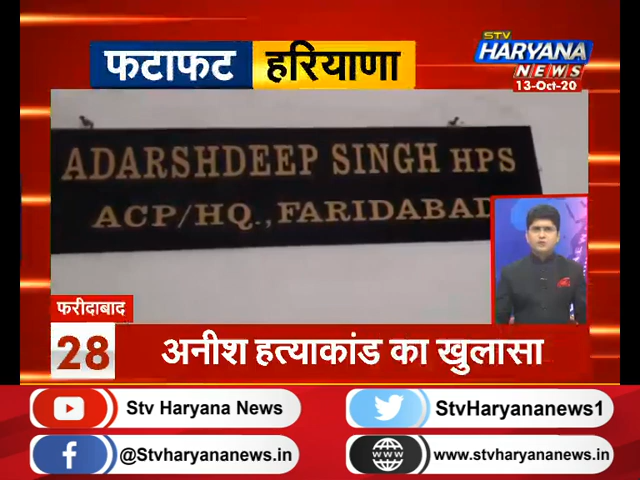 फटाफट हरियाणा
STV
HARYANA
NEWS
13-Oct-20
ADARSHDEEP SINGH HPS
ACP/HQ., FARIDABAD
फरीदाबाद
28 अनीश हत्याकांड का खुलासा
Stv Haryana News
StvHaryananews1
@Stvharyananews.in
www.stvharyananews.in